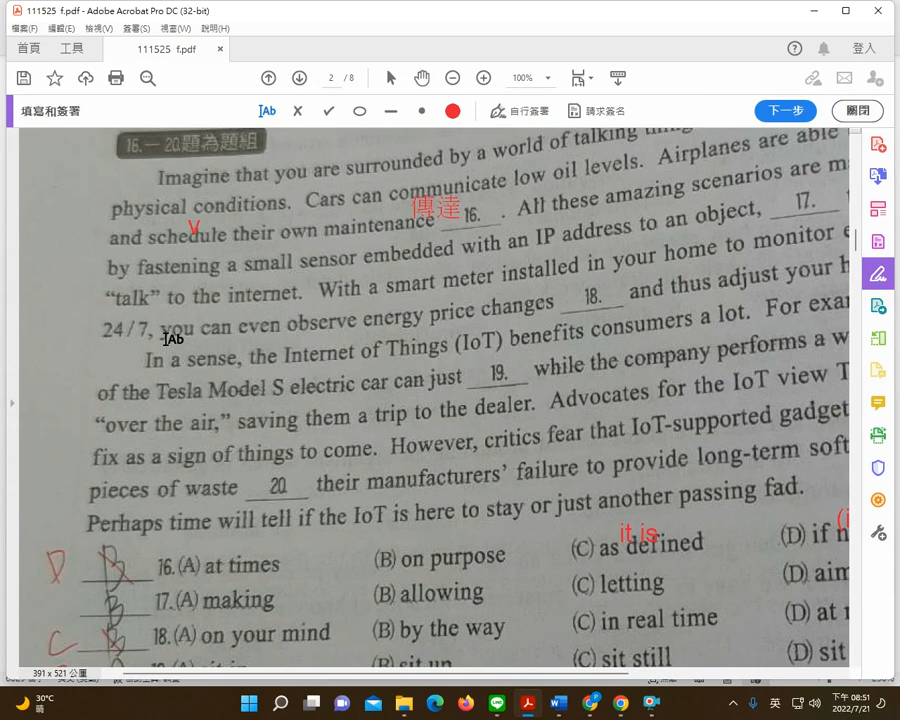 111525 f.pdf - Adobe Acrobat Pro DC (32-bit)
檔案(F) 編輯(E) 檢視(V) 簽署(S) 視窗(W) 說明(H)
首頁 工具 111525 f.pdf × 登入
2 / 8 100%
填寫和簽署 Ab 自行簽署 請求簽名 下一步 關閉
16.－20.題為題組
Imagine that you are surrounded by a world of talking
physical conditions. Cars can communicate low oil levels. Airplanes are able
傳達
and schedule their own maintenance 16. . All these amazing scenarios are
V
by fastening a small sensor embedded with an IP address to an object, 17.
“talk” to the internet. With a smart meter installed in your home to monitor
24/7, you can even observe energy price changes 18. and thus adjust your
Ab
In a sense, the Internet of Things (IoT) benefits consumers a lot. For
of the Tesla Model S electric car can just 19. while the company performs a
“over the air,” saving them a trip to the dealer. Advocates for the IoT view
fix as a sign of things to come. However, critics fear that IoT-supported gadget
pieces of waste 20. their manufacturers’ failure to provide long-term
Perhaps time will tell if the IoT is here to stay or just another passing fad.
it is
D B 16.(A) at times (B) on purpose (C) as defined (D) if
B 17.(A) making (B) allowing (C) letting (D)
C B 18.(A) on your mind (B) by the way (C) in real time (D) at
(B) sit up (C) sit still (D) sit
391 x 521 公厘
30°C
晴
英
下午 08:51
2022/7/21